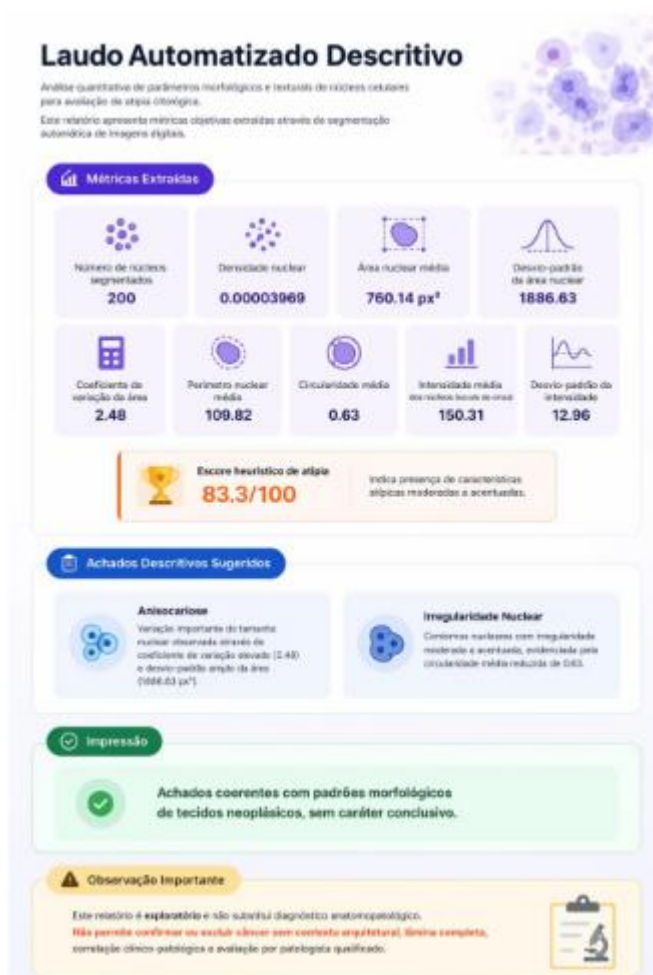 Laudo Automatizado Descritivo
Análise quantitativa de parâmetros morfológicos e texturais de núcleos celulares
para avaliação da atipia citológica.
Este relatório apresenta métricas objetivas extraídas através de segmentação
automática de imagens digitais.
Métricas Extraídas
Número de núcleos
segmentados
200
Densidade nuclear
0.00003969
Área nuclear média
760.14 px²
Desvio-padrão
da área nuclear
1886.63
Coeficiente de
variação da área
2.48
Perímetro nuclear
média
109.82
Circularidade média
0.63
Intensidade média
dos núcleos
150.31
Desvio-padrão da
intensidade
12.96
Escore heurístico de atipia
83.3/100
Indica presença de características
atípicas moderadas a acentuadas.
Achados Descritivos Sugeridos
Anisocariose
Variação importante do tamanho
nuclear observada através do
coeficiente de variação elevado (2.48)
e desvio-padrão amplo da área
(1886.63 px²).
Irregularidade Nuclear
Contornos nucleares com irregularidade
moderada a acentuada, evidenciada pela
circularidade média reduzida de 0.63.
Impressão
Achados coerentes com padrões morfológicos
de tecidos neoplásicos, sem caráter conclusivo.
Observação Importante
Este relatório é exploratório e não substitui diagnóstico anatomopatológico.
Não permite confirmar ou excluir câncer sem contexto arquitetural, lâmina completa,
correlação clínico-patológica e avaliação por patologista qualificado.